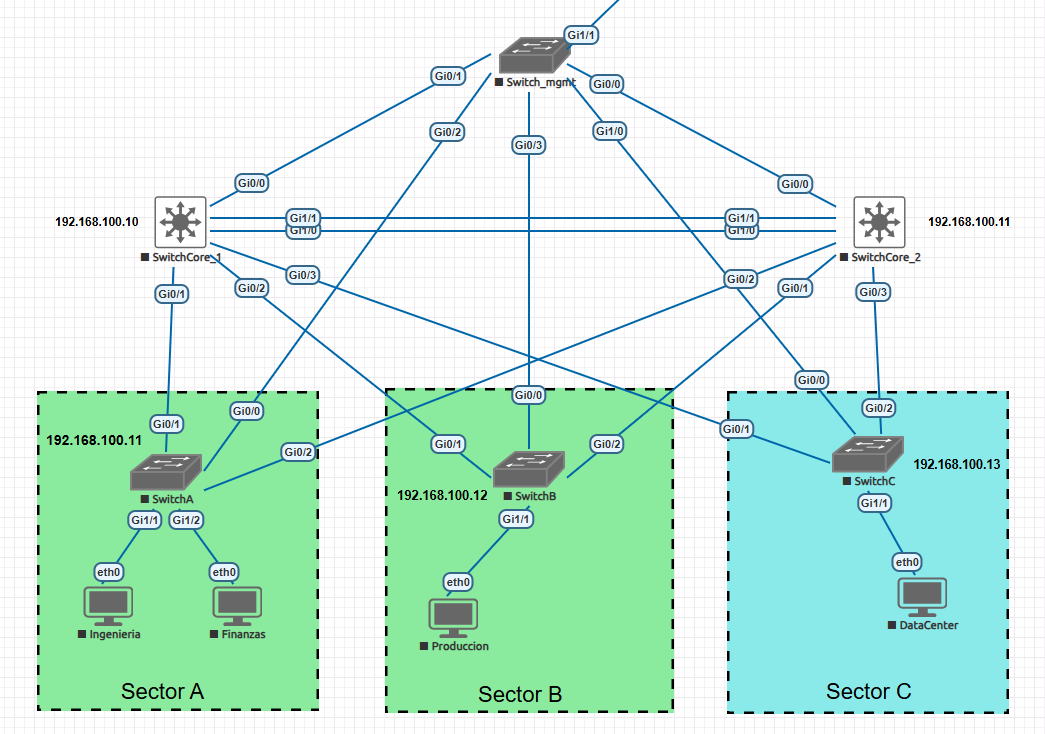 Gi1/1
Gi0/1
Switch_mgmt
Gi0/0
Gi0/2
Gi1/0
Gi0/3
Gi0/0
Gi0/0
192.168.100.10
Gi1/1
Gi1/0
Gi1/1
Gi1/0
192.168.100.11
SwitchCore_1
SwitchCore_2
Gi0/1
Gi0/2
Gi0/3
Gi0/2
Gi0/1
Gi0/3
Gi0/0
Gi0/1
Gi0/0
Gi0/0
Gi0/2
192.168.100.11
Gi0/1
Gi0/2
Gi0/1
Gi0/2
Gi0/1
192.168.100.13
SwitchA
192.168.100.12
SwitchB
SwitchC
Gi1/1
Gi1/2
Gi1/1
Gi1/1
eth0
eth0
eth0
eth0
Ingenieria
Finanzas
Produccion
DataCenter
Sector A
Sector B
Sector C